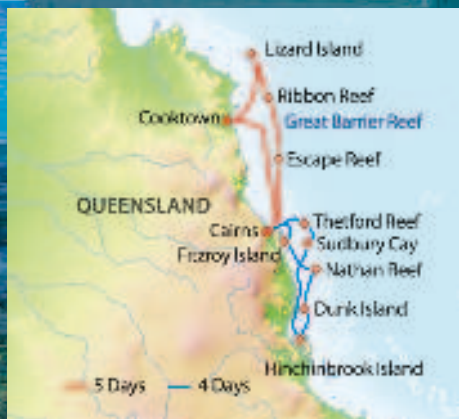 Lizard Island
Ribbon Reef
Cooktown
Great Barrier Reef
Escape Reef
QUEENSLAND
Thetford Reef
Cairns
Sudbury Cay
Fitzroy Island
Nathan Reef
Dunk Island
Hinchinbrook Island
5 Days
4 Days